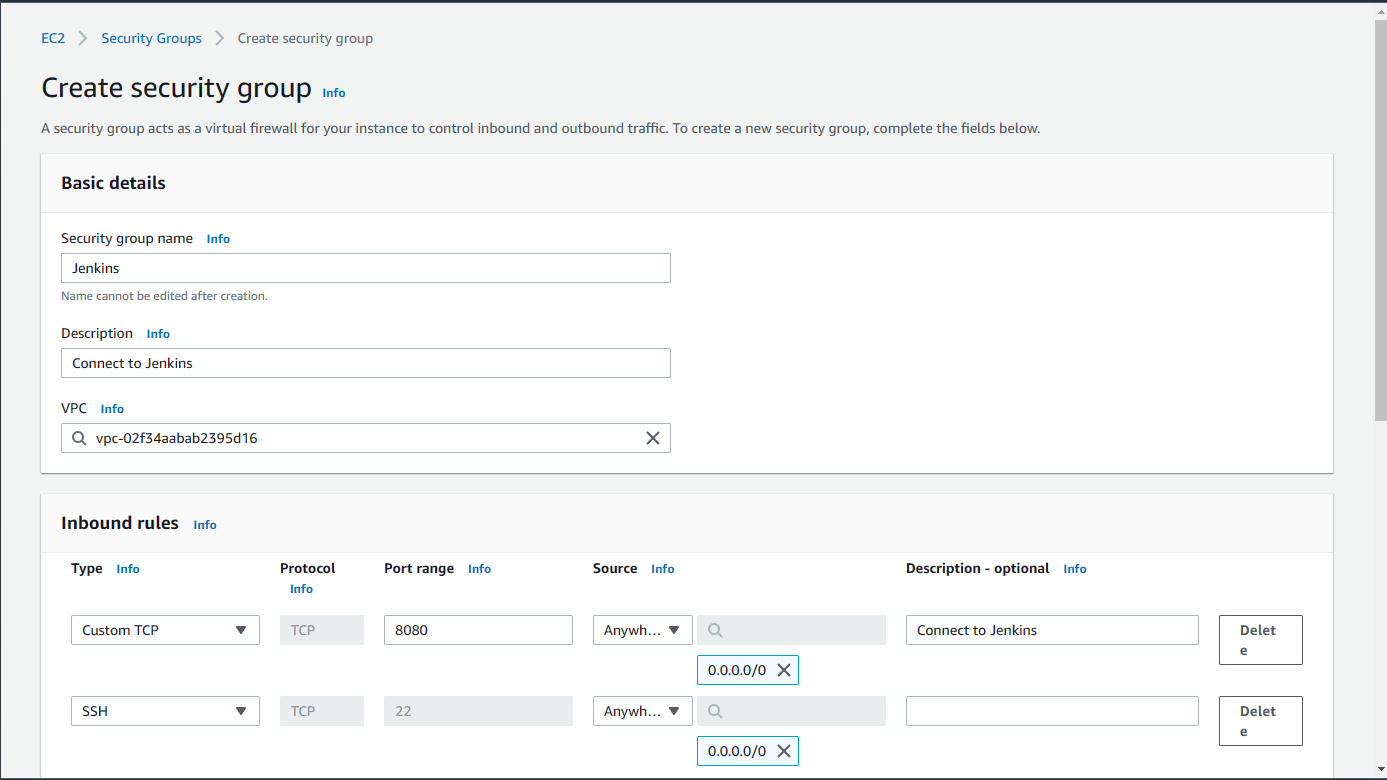 EC2 Security Groups Create security group
Create security group Info
A security group acts as a virtual firewall for your instance to control inbound and outbound traffic. To create a new security group, complete the fields below.
Basic details
Security group name Info
Jenkins
Name cannot be edited after creation.
Description Info
Connect to Jenkins
VPC Info
vpc-02f34aabab2395d16
Inbound rules Info
Type Info Protocol Port range Info Source Info Description - optional Info
Info
Custom TCP TCP 8080 Anywh... Connect to Jenkins Delet
e
0.0.0.0/0
SSH TCP 22 Anywh... Delet
e
0.0.0.0/0